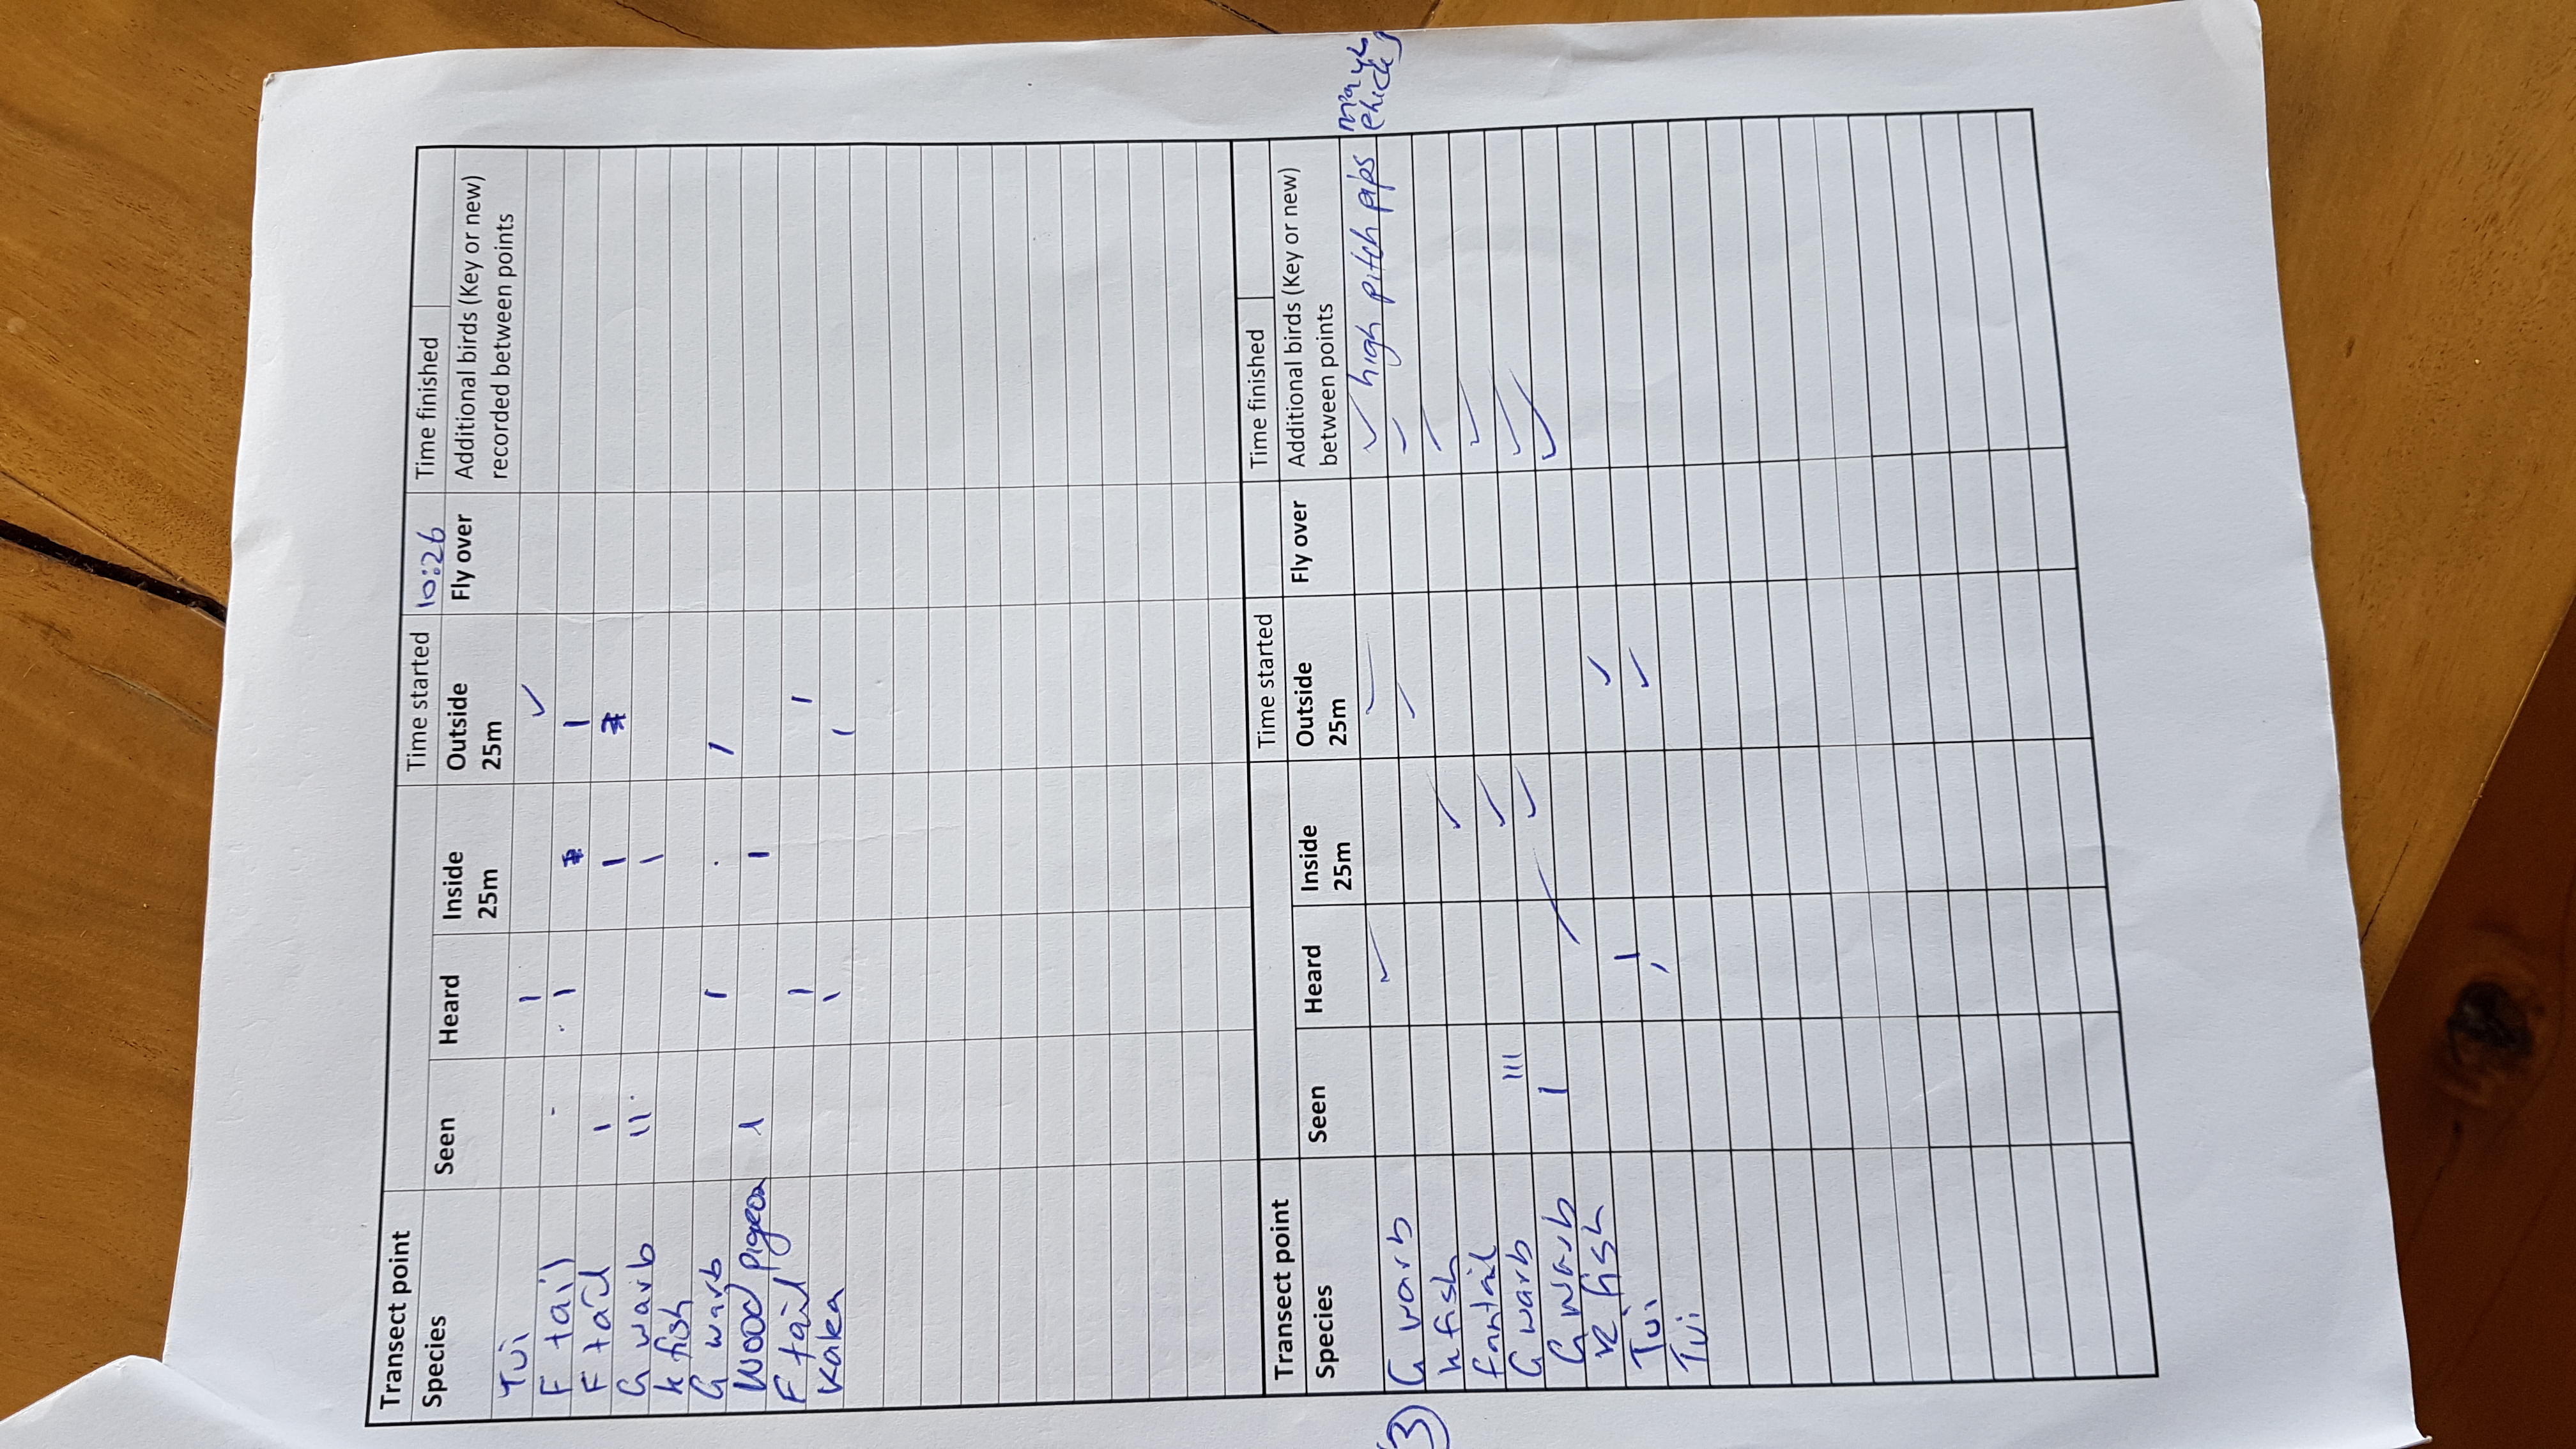 Transect point Time started 10:26 Time finished
Species Seen Heard Inside 25m Outside 25m Fly over Additional birds (Key or new) recorded between points
Tui | ✓
F tail | |
F tail | |
G warb || |
K fish
G warb | |
Wood pigeon | |
F tail | |
Kaka | |
3
Transect point Time started Time finished
Species Seen Heard Inside 25m Outside 25m Fly over Additional birds (Key or new) between points
G warb ✓ ✓ ✓ high pitch pips maybe chicks
K fish ✓ ✓
fantail ✓
G warb ||| ✓ ✓
G warb | ✓ ✓
K fish
Tui | ✓
Tui | ✓